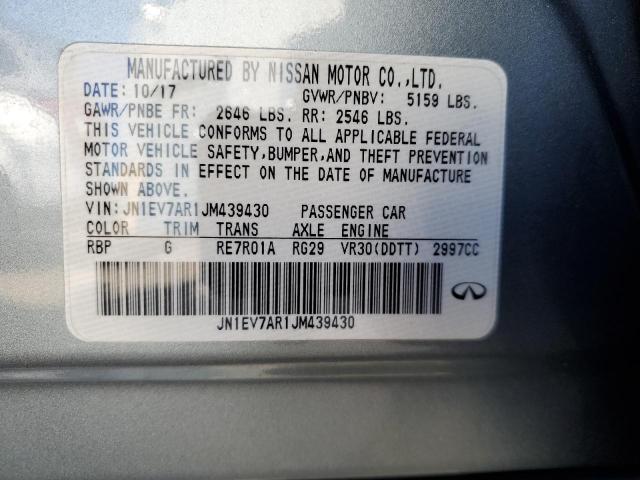 MANUFACTURED BY NISSAN MOTOR CO.,LTD.
DATE: 10/17 GVWR/PNBV: 5159 LBS.
GAWR/PNBE FR: 2646 LBS. RR: 2546 LBS.
THIS VEHICLE CONFORMS TO ALL APPLICABLE FEDERAL
MOTOR VEHICLE SAFETY,BUMPER,AND THEFT PREVENTION
STANDARDS IN EFFECT ON THE DATE OF MANUFACTURE
SHOWN ABOVE.
VIN: JN1EV7AR1JM439430 PASSENGER CAR
COLOR TRIM TRANS AXLE ENGINE
RBP G RE7R01A RG29 VR30(DDTT) 2997CC
JN1EV7AR1JM439430